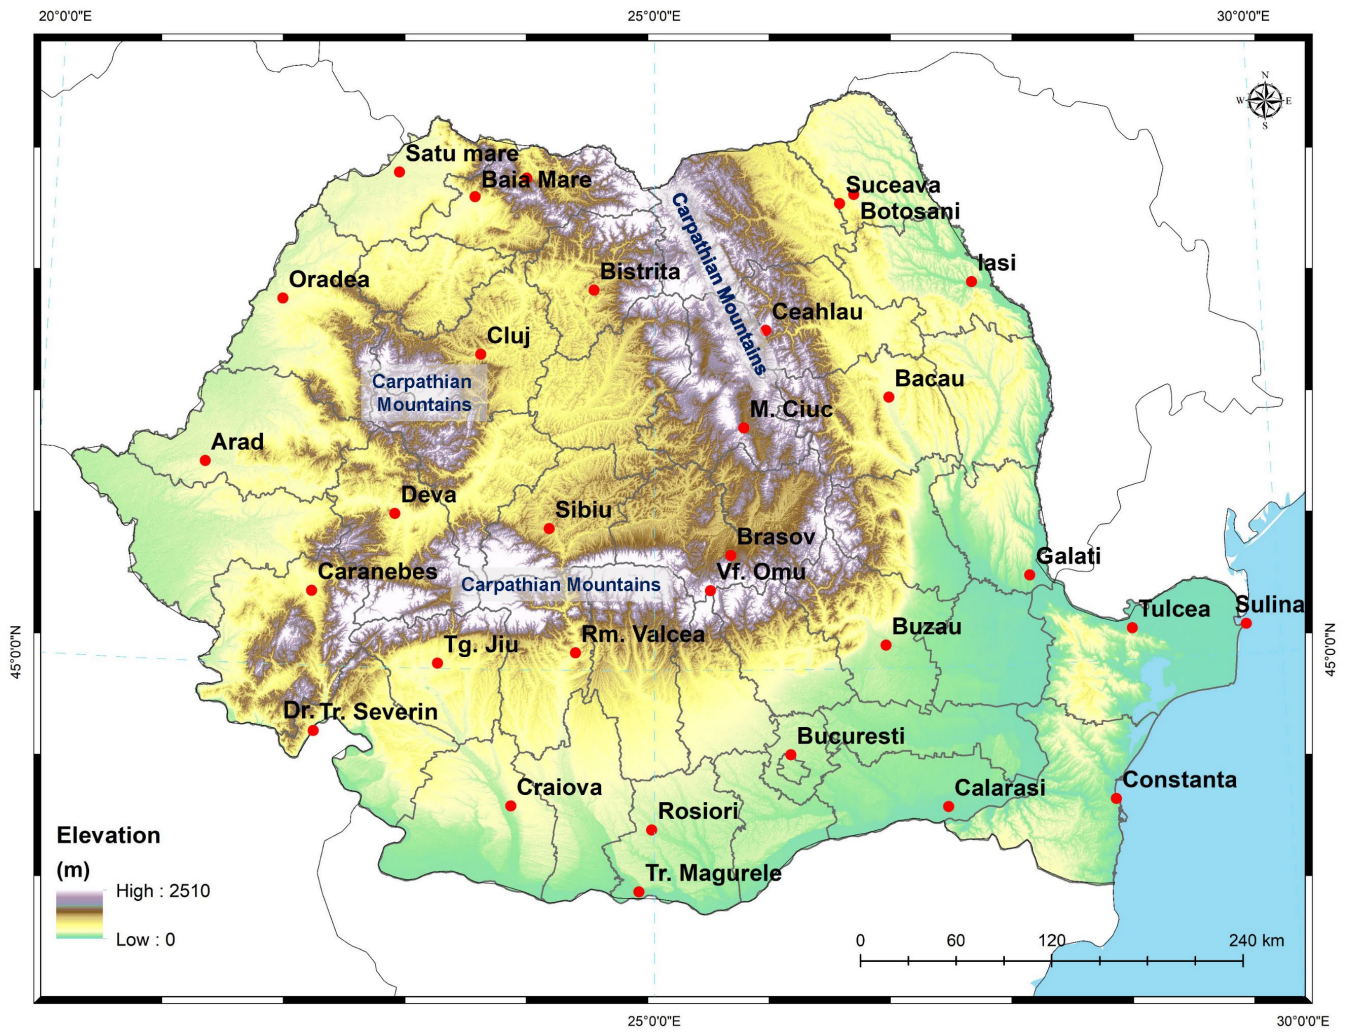 20°0'0"E
25°0'0"E
30°0'0"E
N
W
E
S
Satu mare
Baia Mare
Suceava
Botosani
Carpathian Mountains
Iasi
Oradea
Bistrita
Ceahlau
Cluj
Carpathian
Mountains
Bacau
M. Ciuc
Arad
Deva
Sibiu
Brasov
Galati
Caranebes
Carpathian Mountains
Vf. Omu
Tulcea
Sulina
45°0'0"N
45°0'0"N
Tg. Jiu
Rm. Valcea
Buzau
Dr. Tr. Severin
Bucuresti
Craiova
Rosiori
Calarasi
Constanta
Elevation
(m)
High : 2510
Low : 0
Tr. Magurele
0
60
120
240 km
25°0'0"E
30°0'0"E